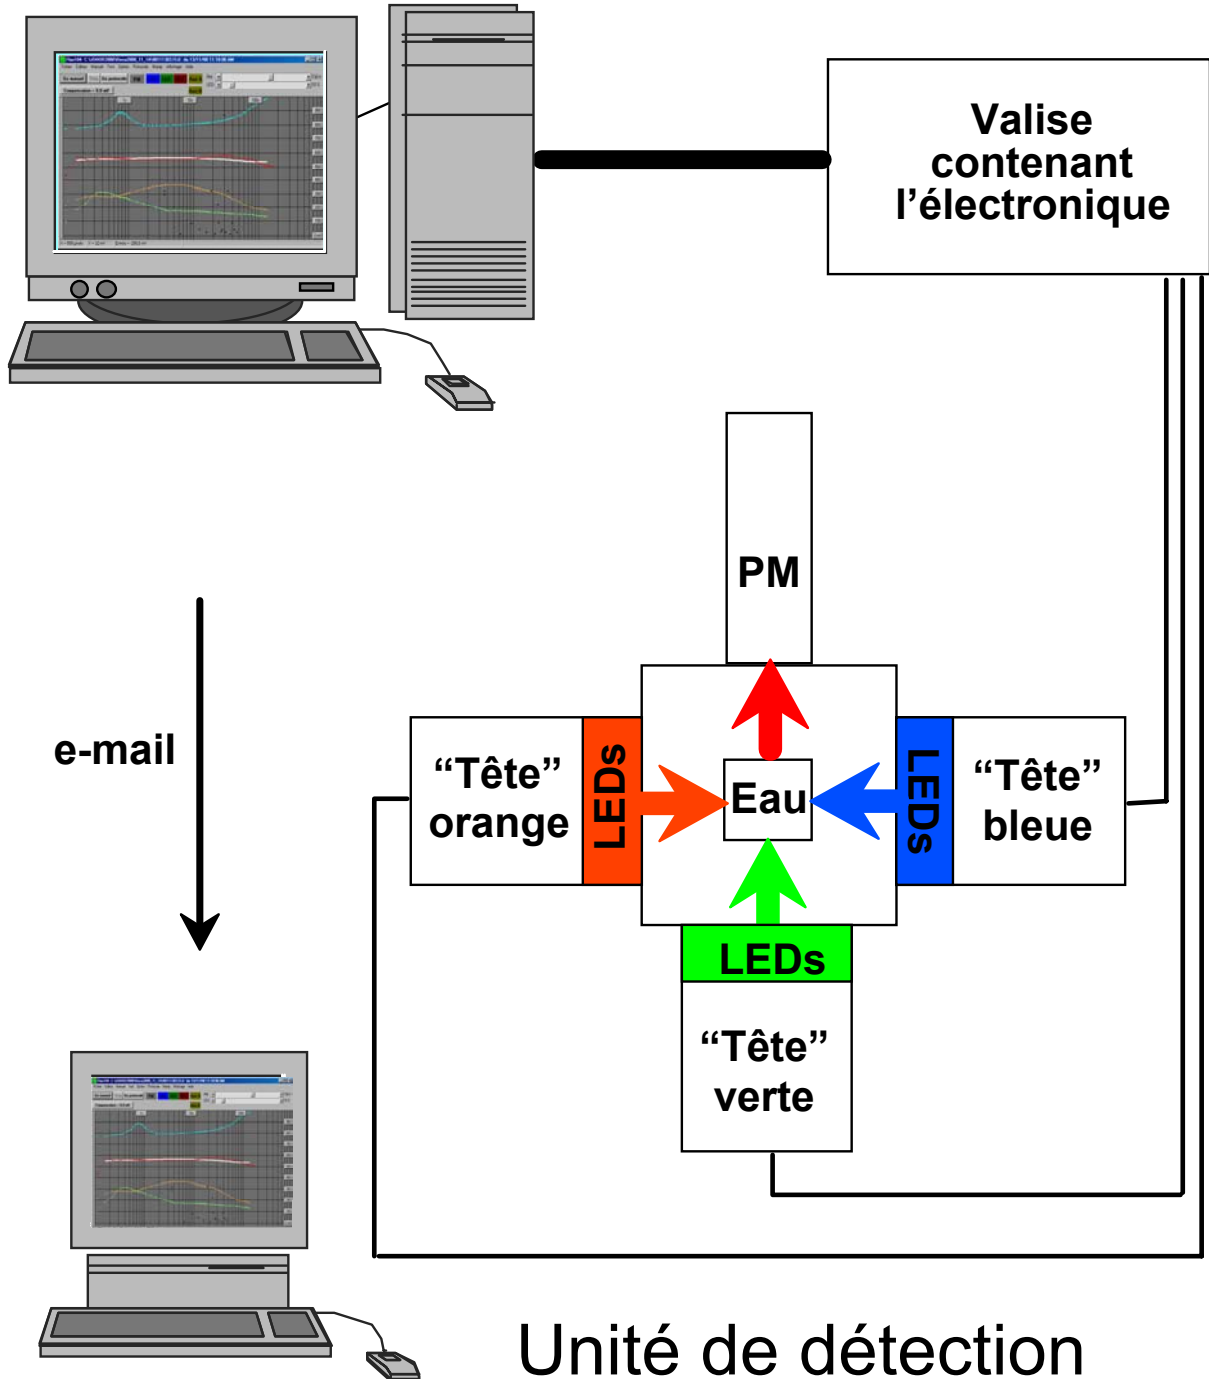 Valise
contenant
l’électronique
PM
e-mail
“Tête”
orange
LEDs
Eau
LEDs
“Tête”
bleue
LEDs
“Tête”
verte
Unité de détection